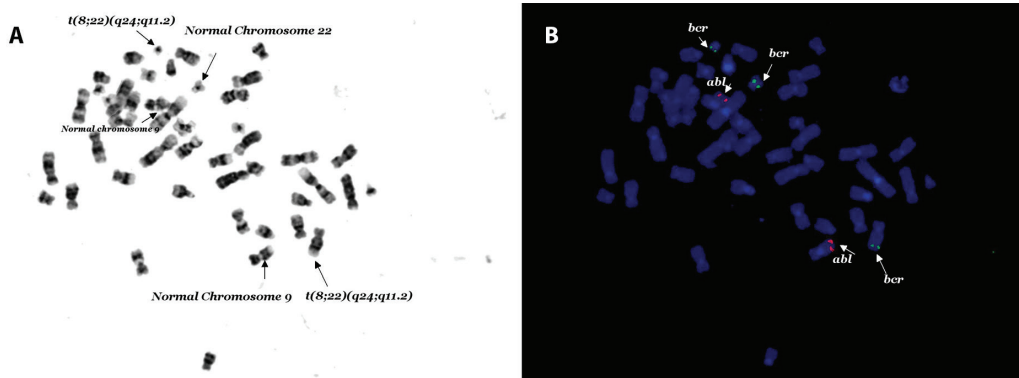 A
t(8;22)(q24;q11.2)
Normal Chromosome 22
Normal chromosome 9
Normal Chromosome 9
t(8;22)(q24;q11.2)
B
bcr
bcr
abl
abl
bcr